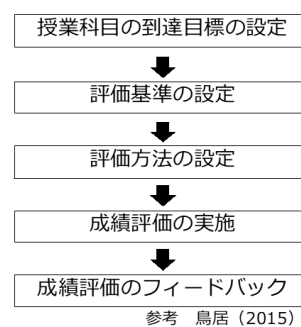 授業科目の到達目標の設定
評価基準の設定
評価方法の設定
成績評価の実施
成績評価のフィードバック
参考　鳥居（2015）